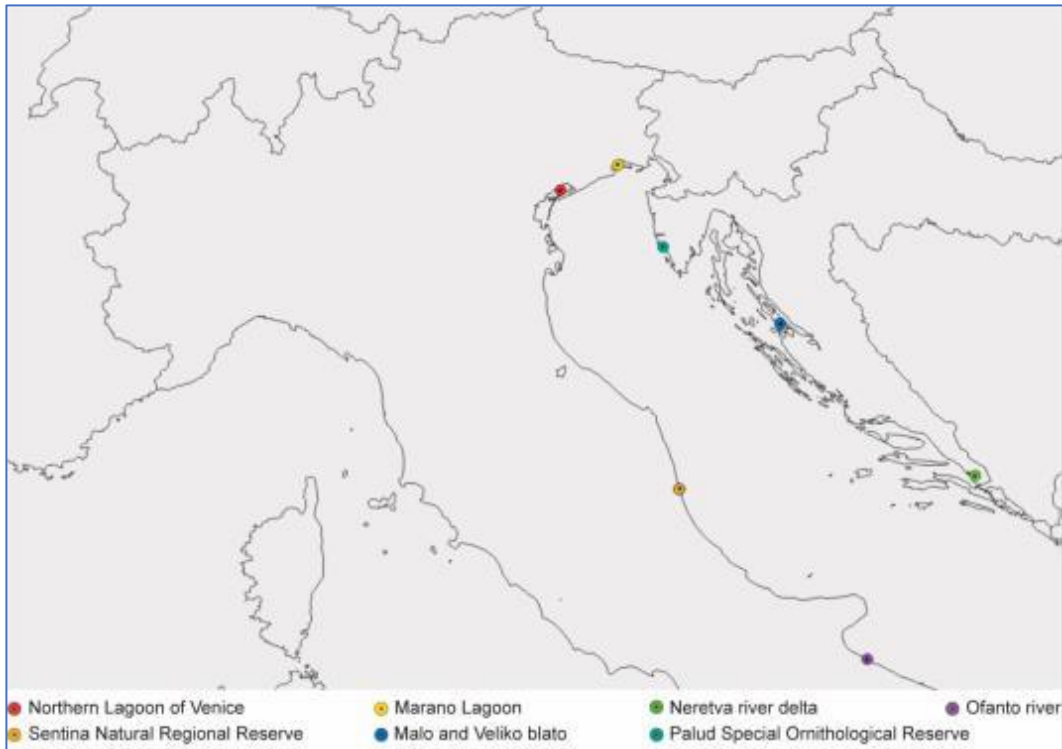 Northern Lagoon of Venice Marano Lagoon Neretva river delta Ofanto river
Sentina Natural Regional Reserve Malo and Veliko blato Palud Special Ornithological Reserve